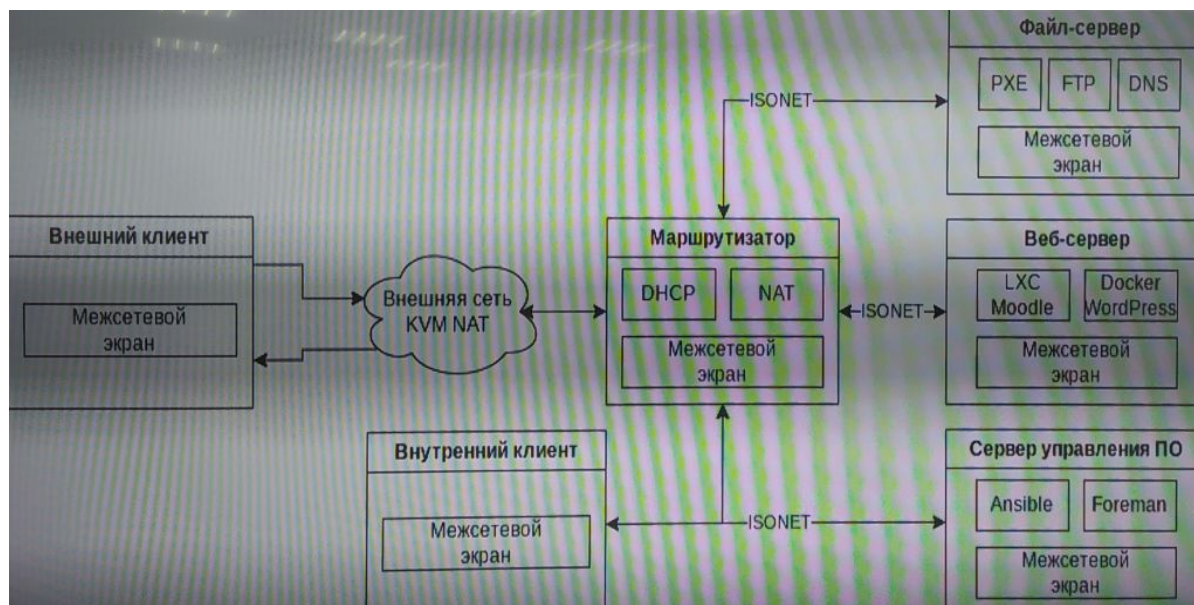 Файл-сервер
PXE FTP DNS
Межсетевой
экран
ISONET
Внешний клиент
Межсетевой
экран
Внешняя сеть
KVM NAT
Маршрутизатор
DHCP NAT
Межсетевой
экран
ISONET
Веб-сервер
LXC
Moodle
Docker
WordPress
Межсетевой
экран
Внутренний клиент
Межсетевой
экран
ISONET
Сервер управления ПО
Ansible Foreman
Межсетевой
экран